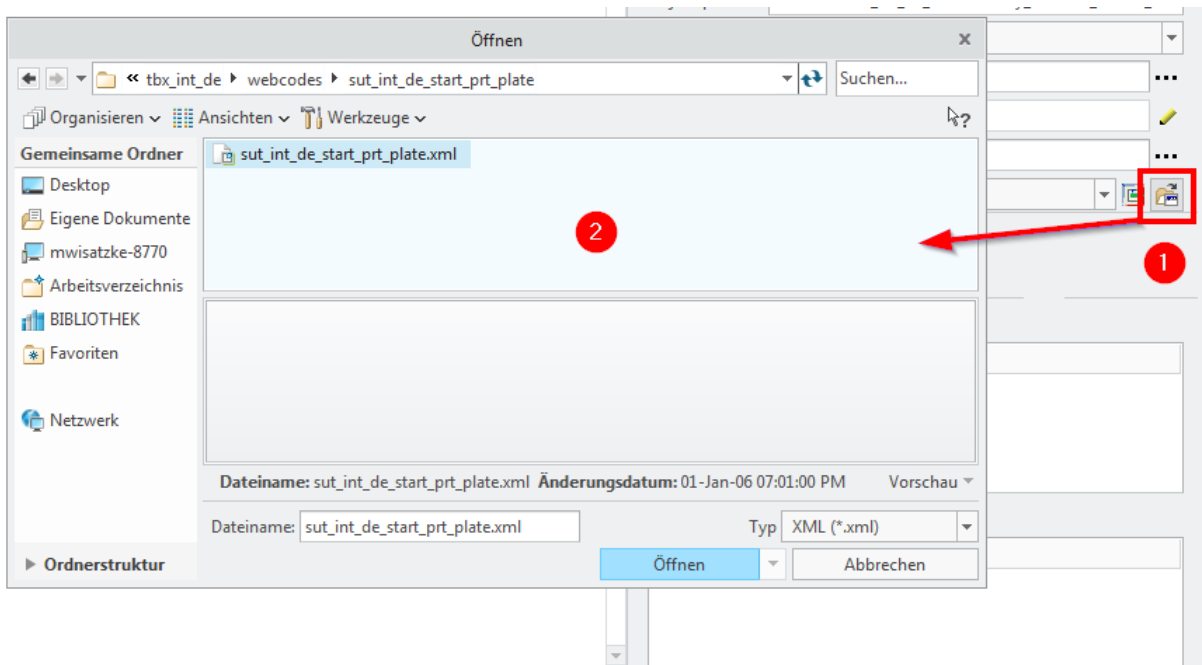 Öffnen
« tbx_int_de webcodes sut_int_de_start_prt_plate
Suchen...
Organisieren Ansichten Werkzeuge
Gemeinsame Ordner
sut_int_de_start_prt_plate.xml
Desktop
Eigene Dokumente
2
mwisatzke-8770
1
Arbeitsverzeichnis
BIBLIOTHEK
Favoriten
Netzwerk
Dateiname: sut_int_de_start_prt_plate.xml Änderungsdatum: 01-Jan-06 07:01:00 PM Vorschau
Dateiname: sut_int_de_start_prt_plate.xml Typ XML (*.xml)
Ordnerstruktur
Öffnen Abbrechen